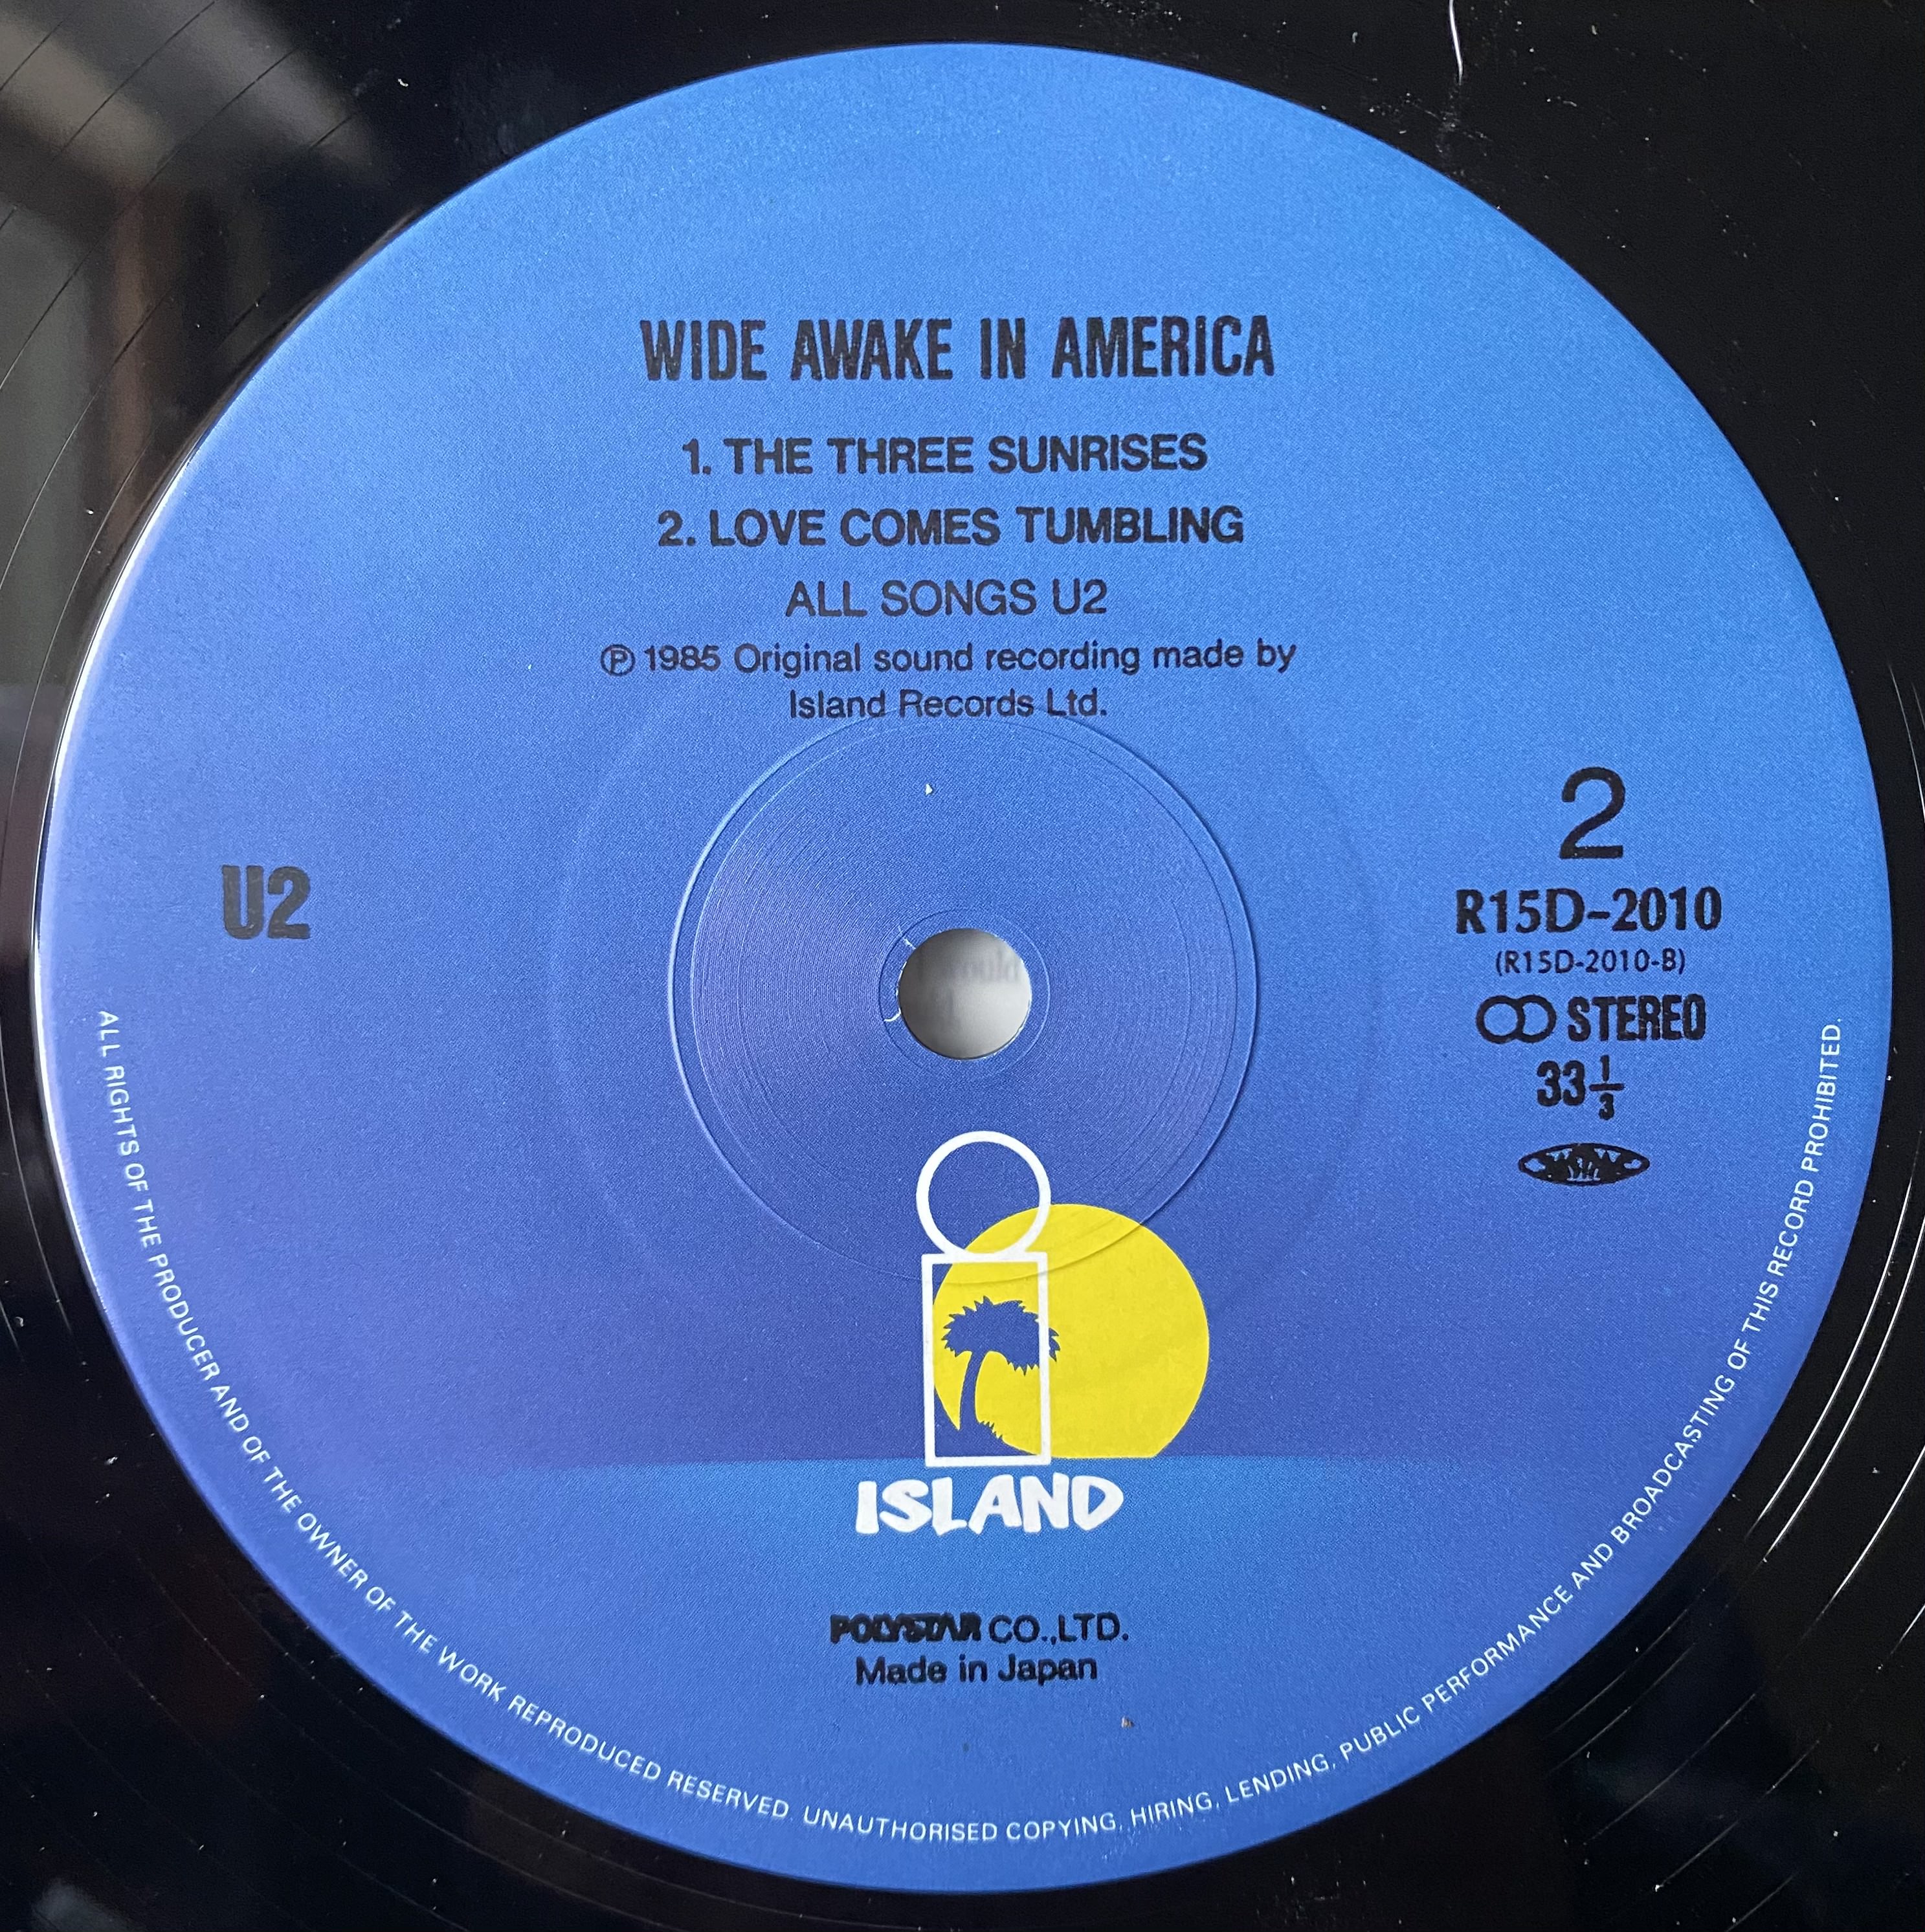 WIDE AWAKE IN AMERICA
1. THE THREE SUNRISES
2. LOVE COMES TUMBLING
ALL SONGS U2
Ⓟ 1985 Original sound recording made by
Island Records Ltd.
U2
2
R15D-2010
(R15D-2010-B)
STEREO
33 1/3
ISLAND
POLYSTAR CO.,LTD.
Made in Japan
ALL RIGHTS OF THE PRODUCER AND OF THE OWNER OF THE WORK REPRODUCED RESERVED UNAUTHORISED COPYING, HIRING, LENDING, PUBLIC PERFORMANCE AND BROADCASTING OF THIS RECORD PROHIBITED.